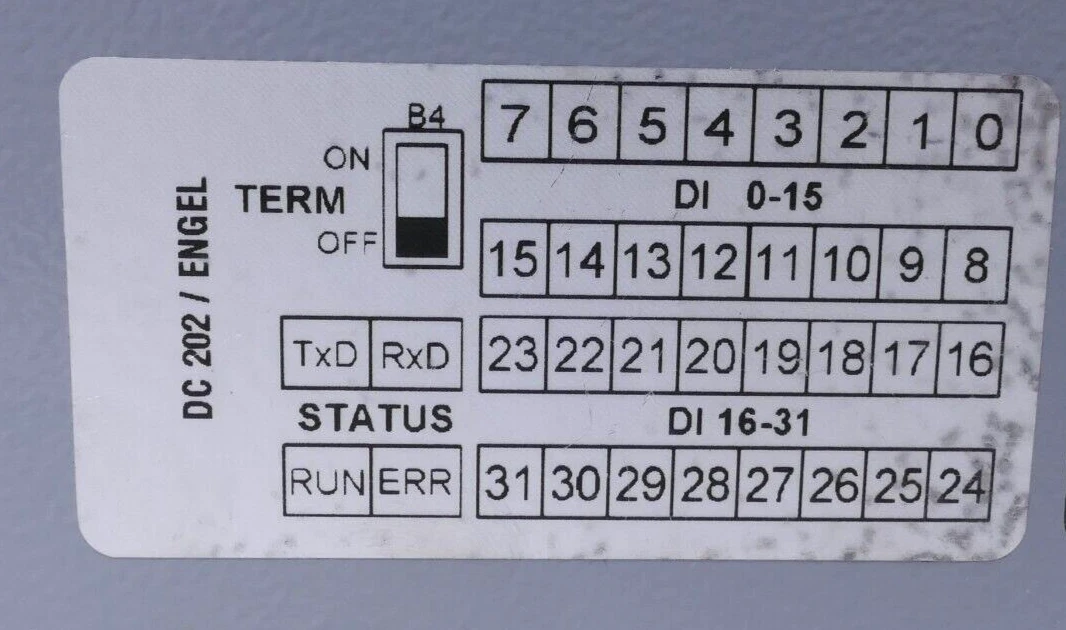 DC 202 / ENGEL
B4
ON
TERM
OFF
7 6 5 4 3 2 1 0
DI 0-15
15 14 13 12 11 10 9 8
TxD RxD
23 22 21 20 19 18 17 16
STATUS
DI 16-31
RUN ERR
31 30 29 28 27 26 25 24